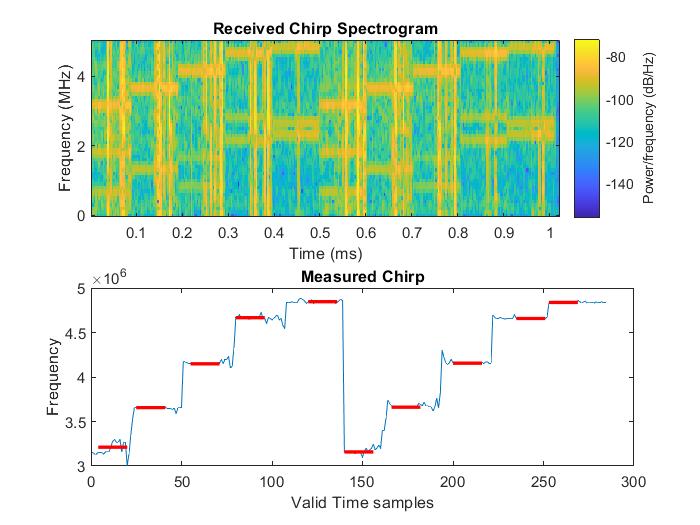 Received Chirp Spectrogram
Frequency (MHz)
4
2
0
0.1 0.2 0.3 0.4 0.5 0.6 0.7 0.8 0.9 1
Time (ms)
-80
-100
-120
-140
Power/frequency (dB/Hz)
Measured Chirp
×10⁶
Frequency
5
4.5
4
3.5
3
0 50 100 150 200 250 300
Valid Time samples